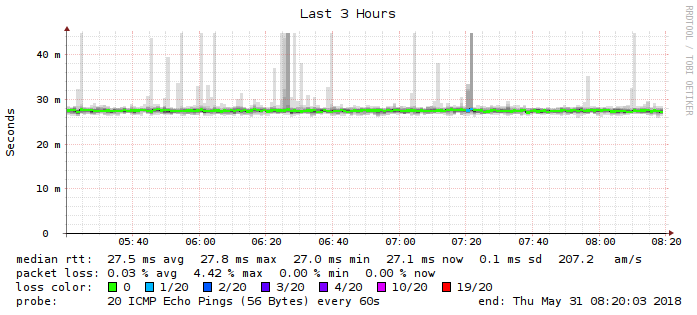 Last 3 Hours
RRDTOOL / TOBI OETIKER
Seconds
40 m
30 m
20 m
10 m
0
05:40 06:00 06:20 06:40 07:00 07:20 07:40 08:00 08:20
median rtt: 27.5 ms avg 27.8 ms max 27.0 ms min 27.1 ms now 0.1 ms sd 207.2 am/s
packet loss: 0.03 % avg 4.42 % max 0.00 % min 0.00 % now
loss color: 0 1/20 2/20 3/20 4/20 10/20 19/20
probe: 20 ICMP Echo Pings (56 Bytes) every 60s end: Thu May 31 08:20:03 2018